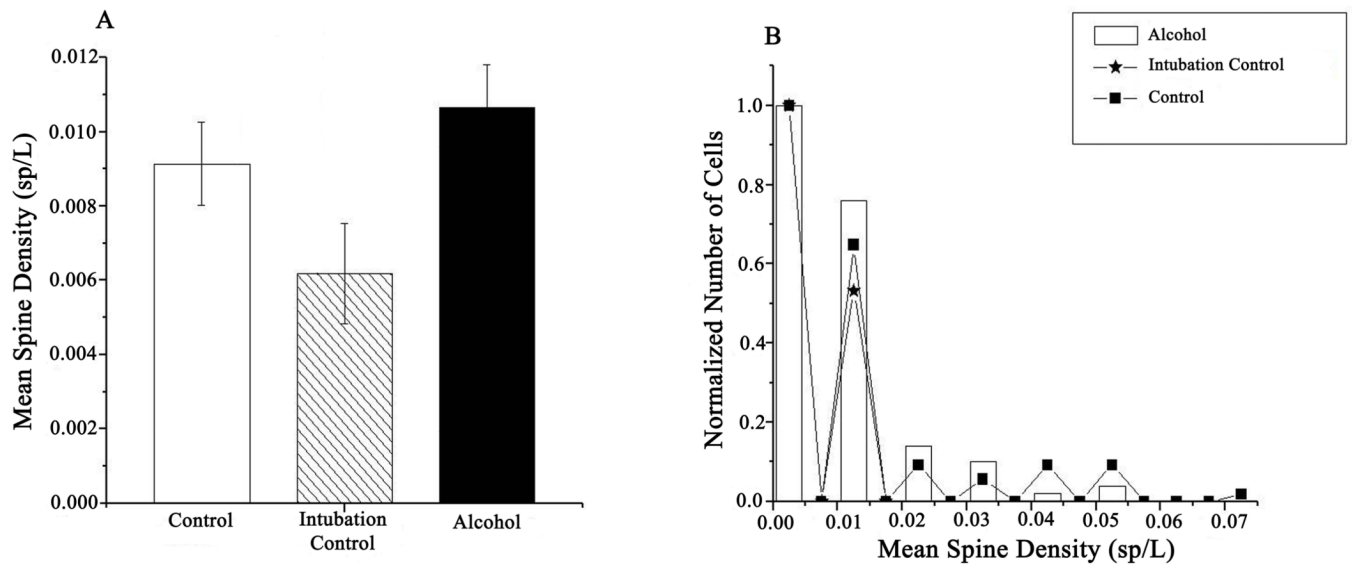 A
Mean Spine Density (sp/L)
0.012
0.010
0.008
0.006
0.004
0.002
0.000
Control
Intubation
Control
Alcohol
B
Alcohol
Intubation Control
Control
Normalized Number of Cells
1.0
0.8
0.6
0.4
0.2
0.0
0.00
0.01
0.02
0.03
0.04
0.05
0.06
0.07
Mean Spine Density (sp/L)